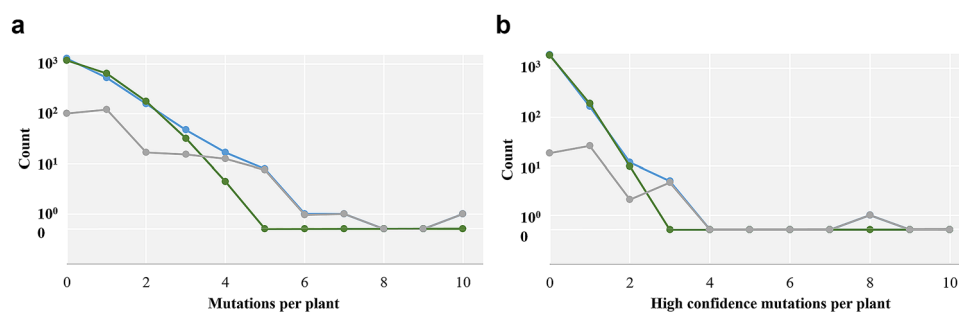 a
10³
10²
10¹
10⁰
0
Count
0 2 4 6 8 10
Mutations per plant
b
10³
10²
10¹
10⁰
0
Count
0 2 4 6 8 10
High confidence mutations per plant